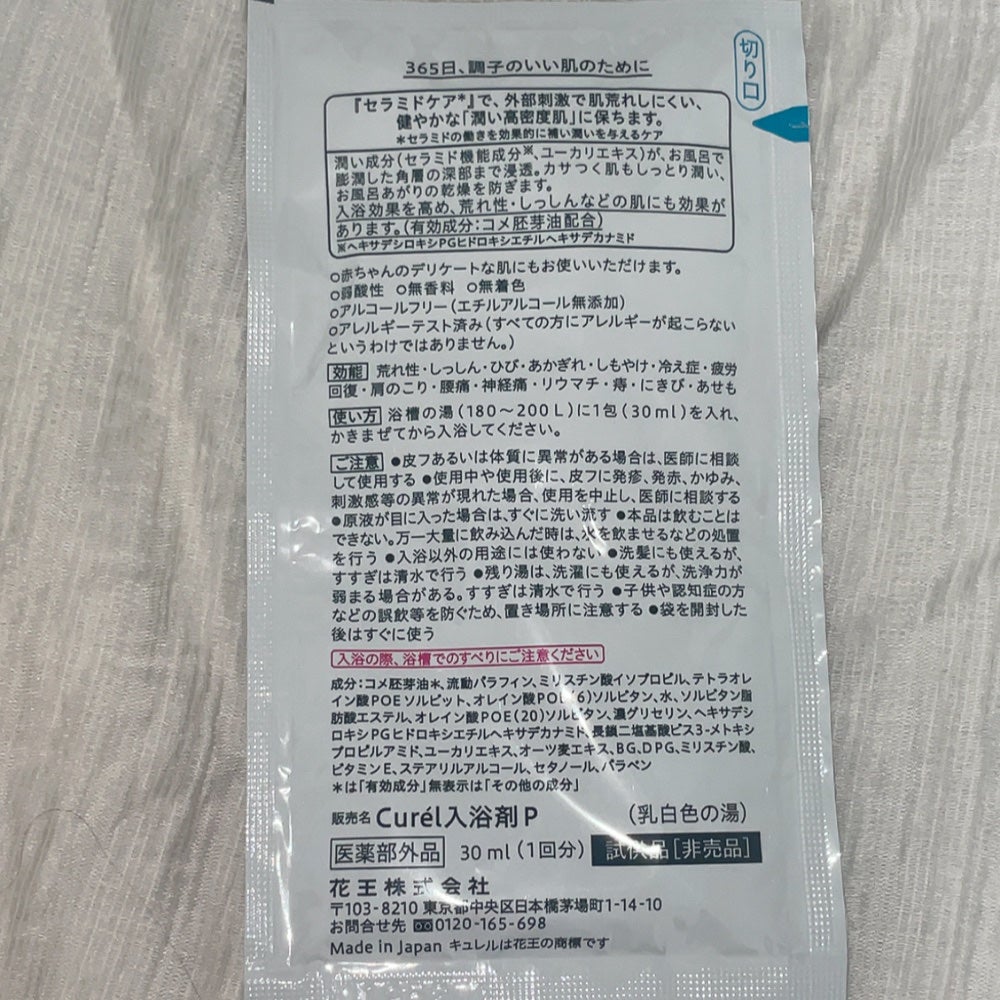 切り口
365日、調子のいい肌のために
『セラミドケア*』で、外部刺激で肌荒れしにくい、
健やかな「潤い高密度肌」に保ちます。
*セラミドの働きを効果的に補い潤いを与えるケア
潤い成分(セラミド機能成分※、ユーカリエキス)が、お風呂で
膨潤した角層の深部まで浸透。カサつく肌もしっとり潤い、
お風呂あがりの乾燥を防ぎます。
入浴効果を高め、荒れ性・しっしんなどの肌にも効果が
あります。(有効成分:コメ胚芽油配合)
※ヘキサデシロキシPGヒドロキシエチルヘキサデカナミド
○赤ちゃんのデリケートな肌にもお使いいただけます。
○弱酸性 ○無香料 ○無着色
○アルコールフリー(エチルアルコール無添加)
○アレルギーテスト済み(すべての方にアレルギーが起こらない
というわけではありません。)
効能 荒れ性・しっしん・ひび・あかぎれ・しもやけ・冷え症・疲労
回復・肩のこり・腰痛・神経痛・リウマチ・痔・にきび・あせも
使い方 浴槽の湯(180〜200L)に1包(30ml)を入れ、
かきまぜてから入浴してください。
ご注意 ●皮フあるいは体質に異常がある場合は、医師に相談
して使用する ●使用中や使用後に、皮フに発疹、発赤、かゆみ、
刺激感等の異常が現れた場合、使用を中止し、医師に相談する
●原液が目に入った場合は、すぐに洗い流す ●本品は飲むことは
できない。万一大量に飲み込んだ時は、水を飲ませるなどの処置
を行う ●入浴以外の用途には使わない ●洗髪にも使えるが、
すすぎは清水で行う ●残り湯は、洗濯にも使えるが、洗浄力が
弱まる場合がある。すすぎは清水で行う ●子供や認知症の方
などの誤飲等を防ぐため、置き場所に注意する ●袋を開封した
後はすぐに使う
入浴の際、浴槽でのすべりにご注意ください
成分:コメ胚芽油*、流動パラフィン、ミリスチン酸イソプロピル、テトラオレ
イン酸POEソルビット、オレイン酸POE(6)ソルビタン、水、ソルビタン脂
肪酸エステル、オレイン酸POE(20)ソルビタン、濃グリセリン、ヘキサデシ
ロキシPGヒドロキシエチルヘキサデカナミド、長鎖二塩基酸ビス3-メトキシ
プロピルアミド、ユーカリエキス、オーツ麦エキス、BG、DPG、ミリスチン酸、
ビタミンE、ステアリルアルコール、セタノール、パラベン
*は「有効成分」無表示は「その他の成分」
販売名 Curél入浴剤P (乳白色の湯)
医薬部外品 30ml(1回分) 試供品[非売品]
花王株式会社
〒103-8210 東京都中央区日本橋茅場町1-14-10
お問合せ先 0120-165-698
Made in Japan キュレルは花王の商標です